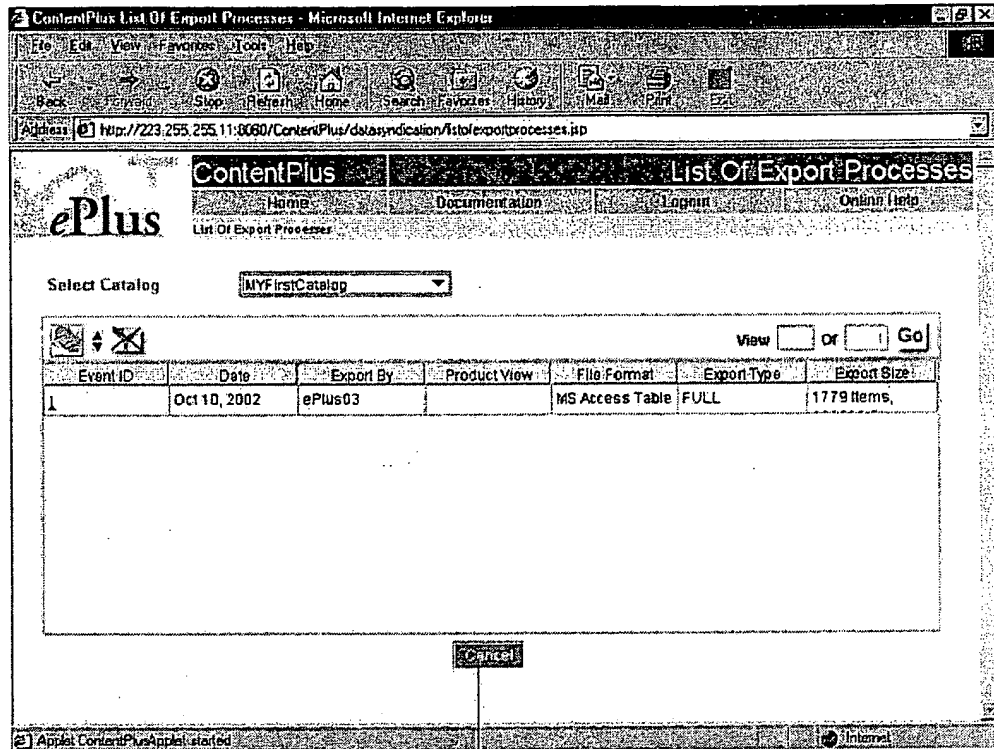 ContentPlus List Of Export Processes - Microsoft Internet Explorer
File Edit View Favorites Tools Help
Back Forward Stop Refresh Home Search Favorites History Mail Print Exit
Address http://223.255.255.11:8080/ContentPlus/datasyndication/listofexportprocesses.jsp
ePlus
ContentPlus List Of Export Processes
Home Documentation Logout Online Help
List Of Export Processes
Select Catalog MYFirstCatalog
View Of 1 Go
Event ID Date Export By Product View File Format Export Type Export Size
1 Oct 10, 2002 ePlus03 MS Access Table FULL 1779 Items,
Cancel
Applet ContentPlusApplet started Internet